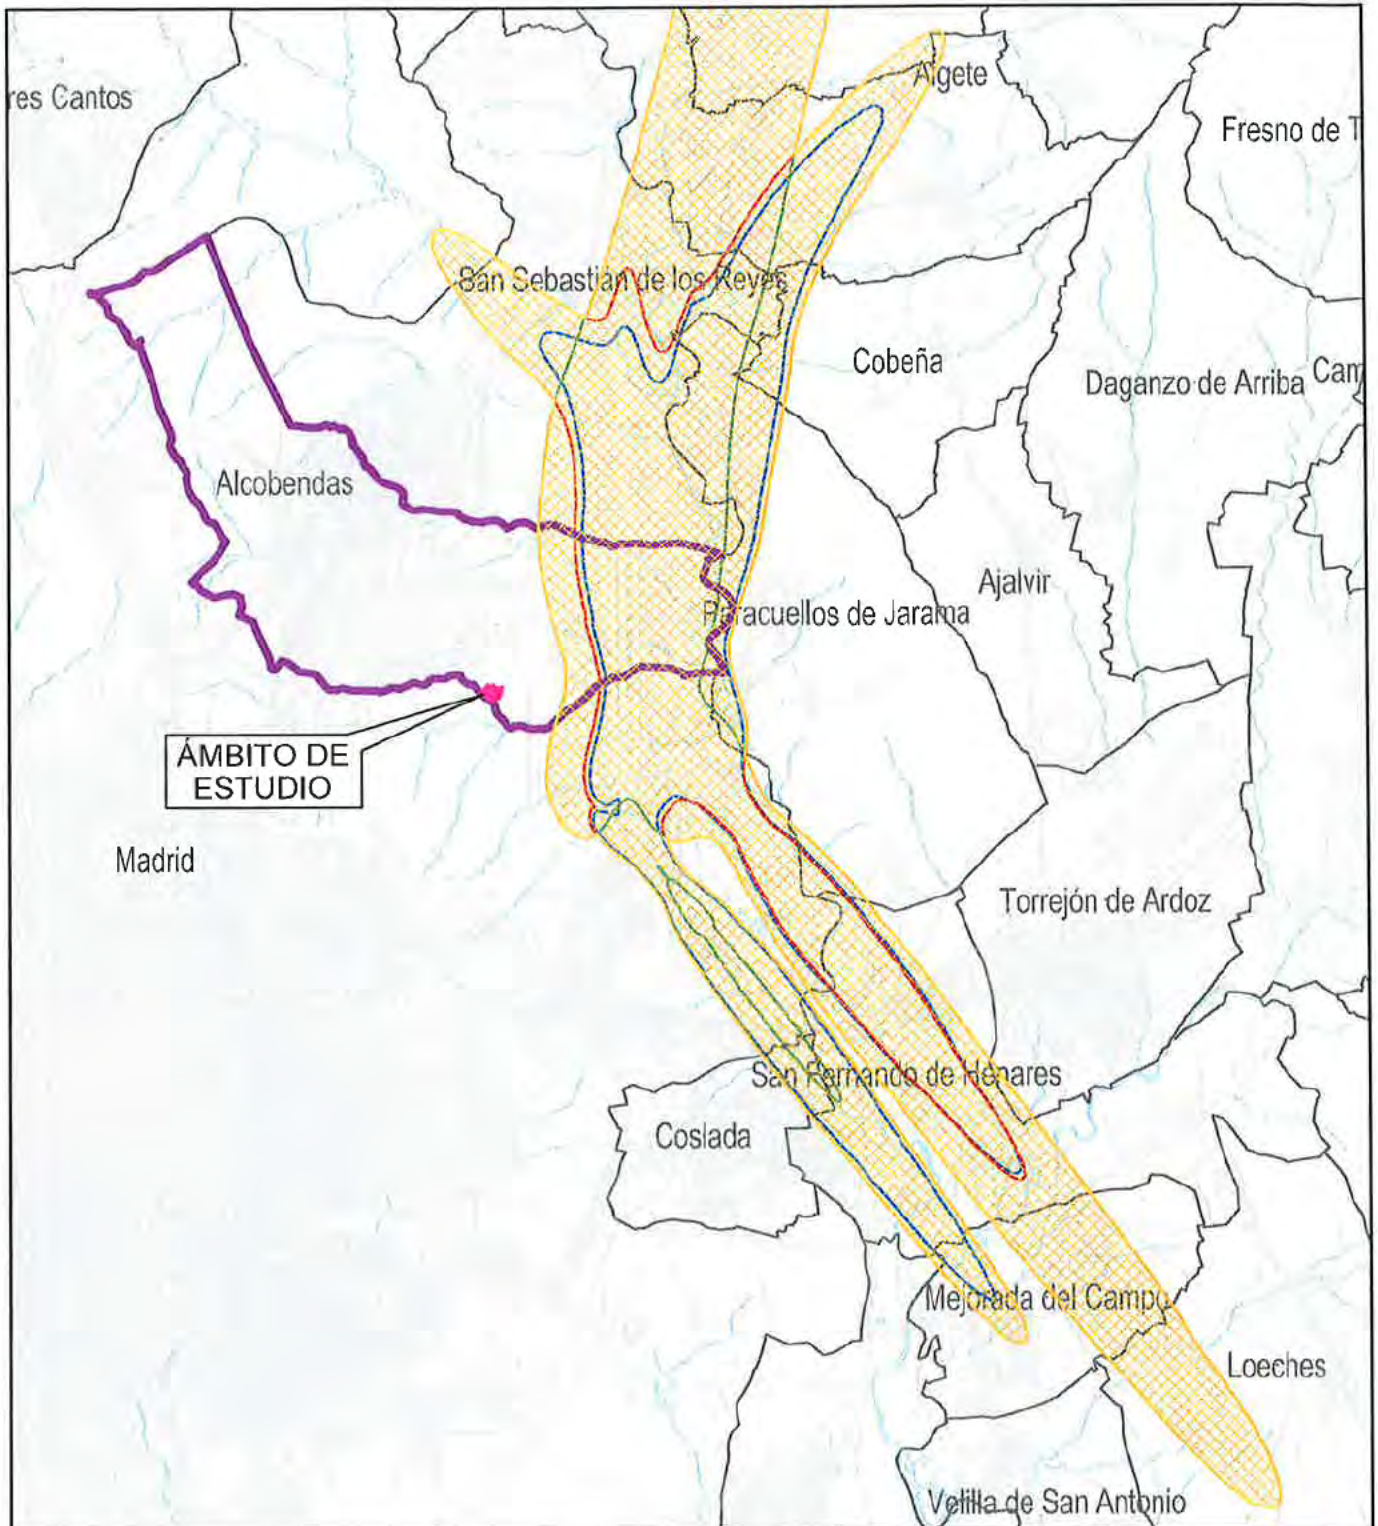 Algete
res Cantos
Fresno de T
San Sebastián de los Reyes
Cobeña
Daganzo de Arriba
Cam
Alcobendas
Ajalvir
Paracuellos de Jarama
ÁMBITO DE
ESTUDIO
Madrid
Torrejón de Ardoz
San Fernando de Henares
Coslada
Mejorada del Campo
Loeches
Velilla de San Antonio